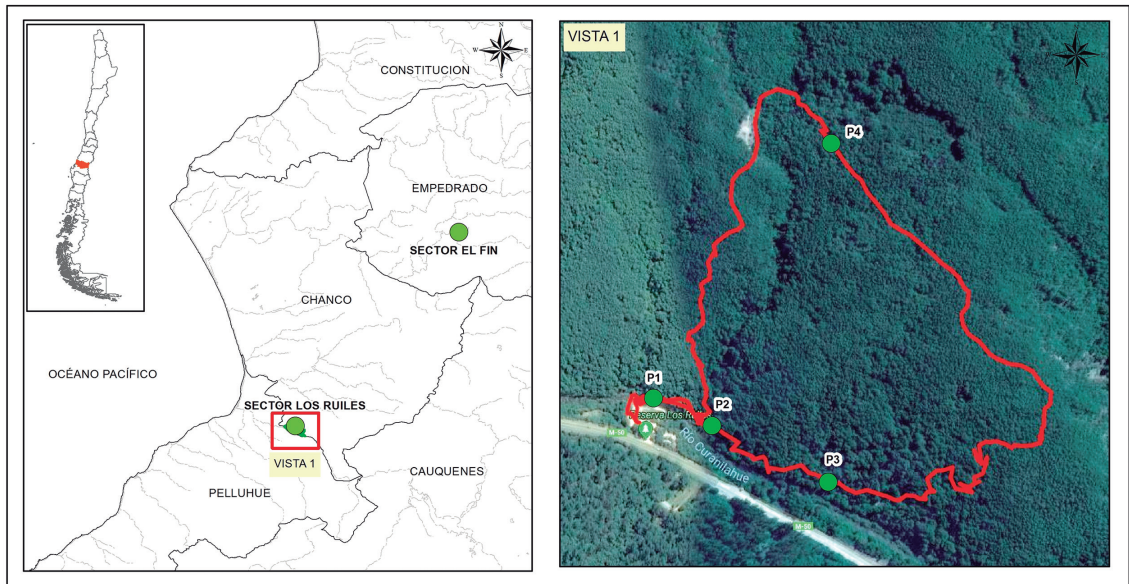 N
W E
S
CONSTITUCION
EMPEDRADO
SECTOR EL FIN
CHANCO
OCÉANO PACÍFICO
SECTOR LOS RUILES
VISTA 1
CAUQUENES
PELLUHUE
VISTA 1
P4
P1
P2
Reserva Los Ruiles
M-50
Río Curanilahue
P3
M-50